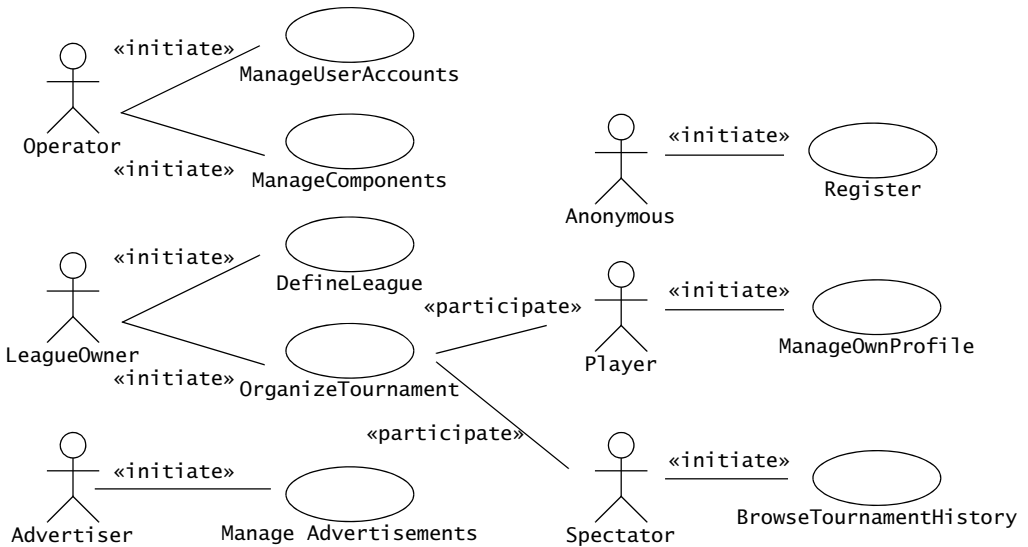 «initiate»
ManageUserAccounts
Operator
«initiate»
ManageComponents
«initiate»
Anonymous
Register
«initiate»
DefineLeague
LeagueOwner
«initiate»
OrganizeTournament
«participate»
Player
«initiate»
ManageOwnProfile
«participate»
«initiate»
Advertiser
Manage Advertisements
Spectator
«initiate»
BrowseTournamentHistory